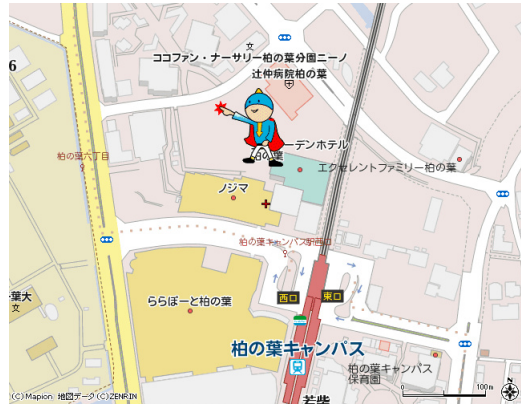 ココファン・ナーサリー柏の葉分園ニーノ
辻仲病院柏の葉
6
ーデンホテル
柏の葉
柏の葉六丁目
エクセレントファミリー柏の葉
ノジマ
柏の葉キャンパス駅西口
葉大
西口
東口
ららぽーと柏の葉
柏の葉キャンパス
柏の葉キャンパス
保育園
0
100m
若柴
(C)Mapion 地図データ(C)ZENRIN
N